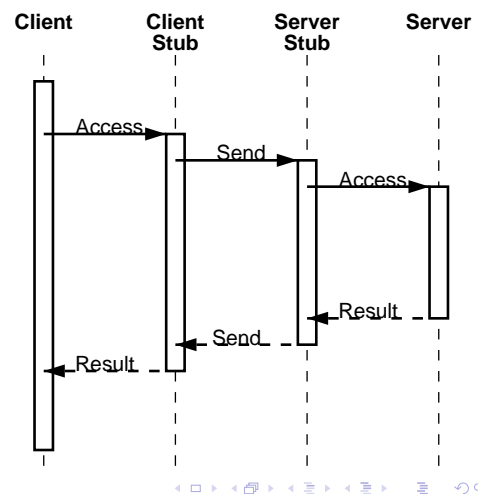 Client Client Server Server
Stub Stub
Access
Send
Access
Result
Send
Result